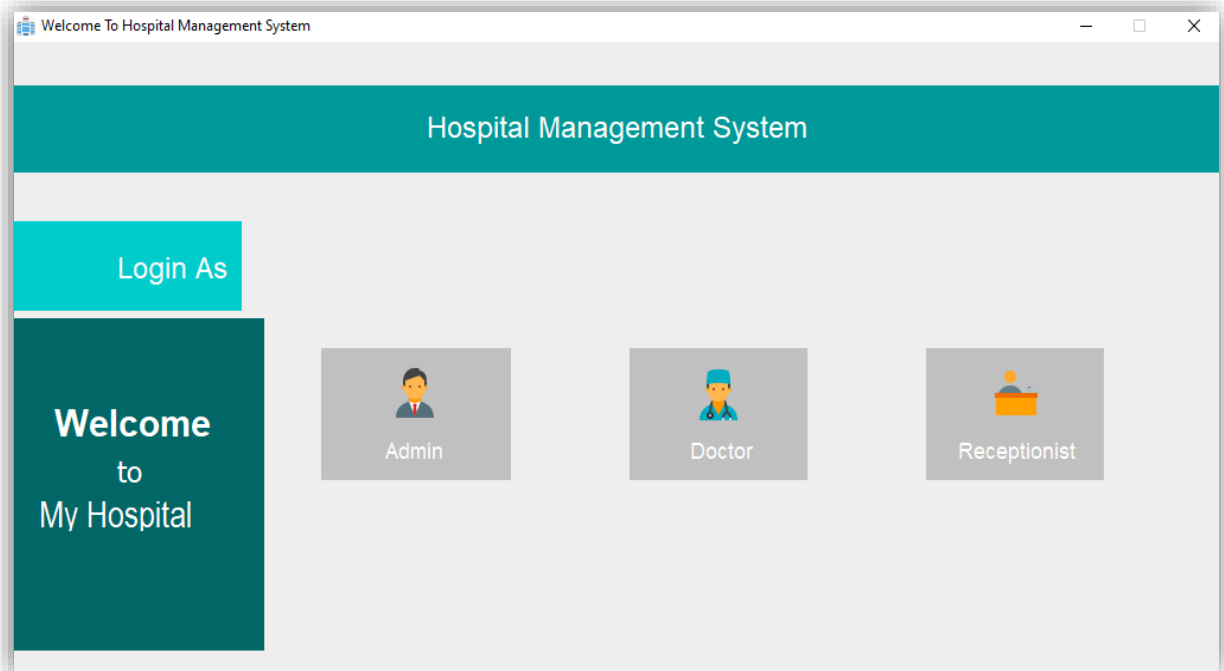 Welcome To Hospital Management System
Hospital Management System
Login As
Welcome
to
My Hospital
Admin
Doctor
Receptionist